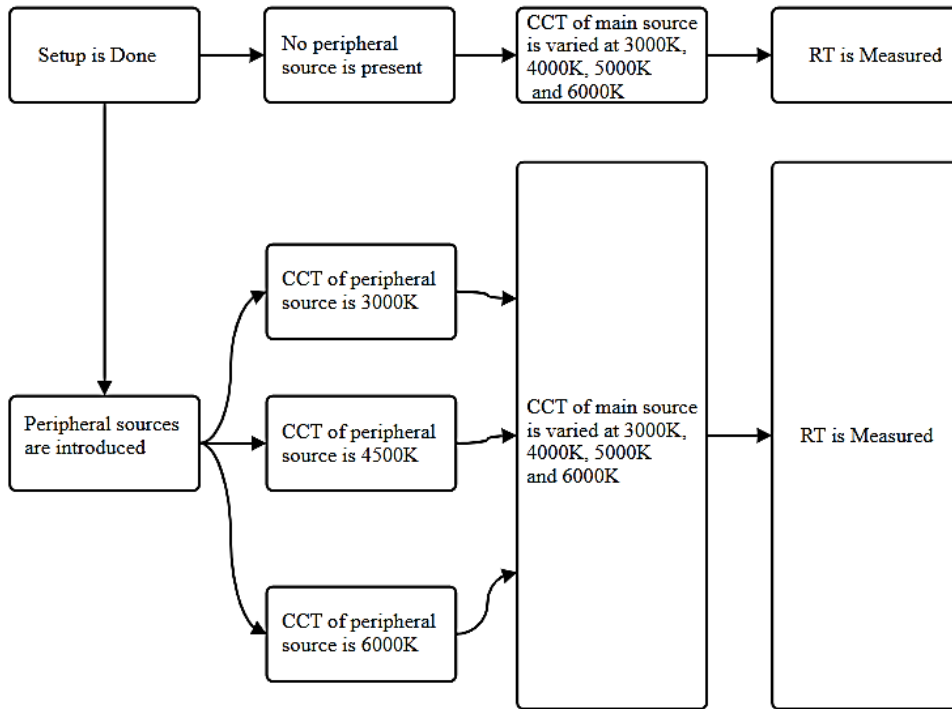 Setup is Done
No peripheral
source is present
CCT of main source
is varied at 3000K,
4000K, 5000K
and 6000K
RT is Measured
CCT of peripheral
source is 3000K
Peripheral sources
are introduced
CCT of peripheral
source is 4500K
CCT of peripheral
source is 6000K
CCT of main source
is varied at 3000K,
4000K, 5000K
and 6000K
RT is Measured